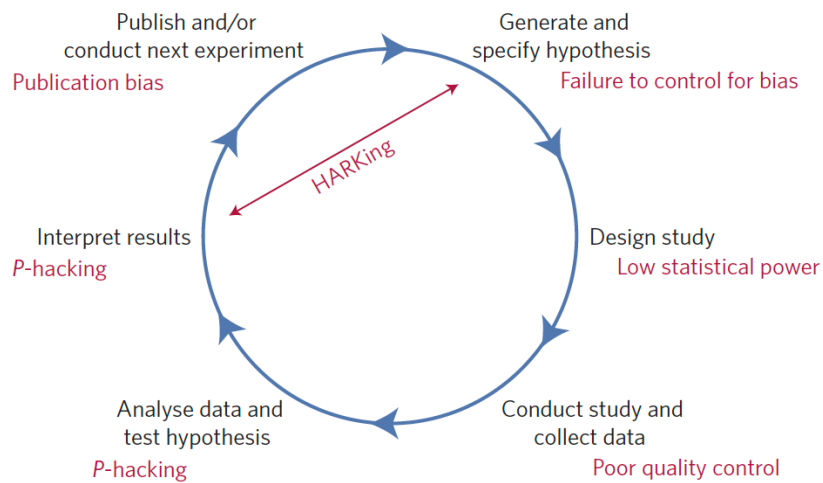 Publish and/or
conduct next experiment
Publication bias
Generate and
specify hypothesis
Failure to control for bias
HARKing
Interpret results
P-hacking
Design study
Low statistical power
Analyse data and
test hypothesis
P-hacking
Conduct study and
collect data
Poor quality control